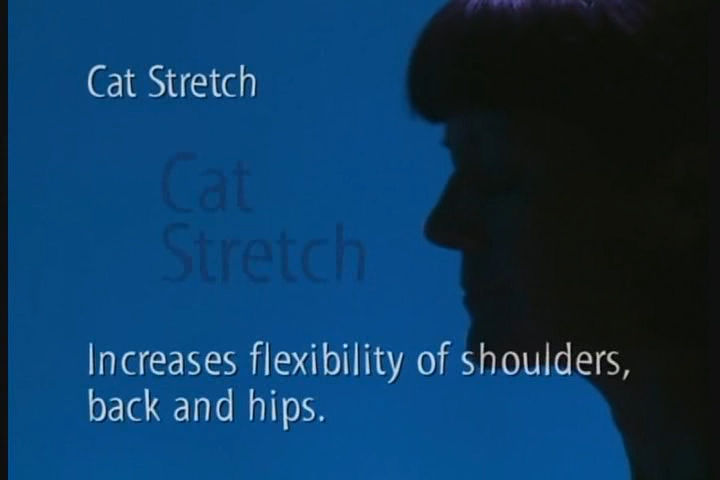 Cat Stretch
Cat
Stretch
Increases flexibility of shoulders,
back and hips.